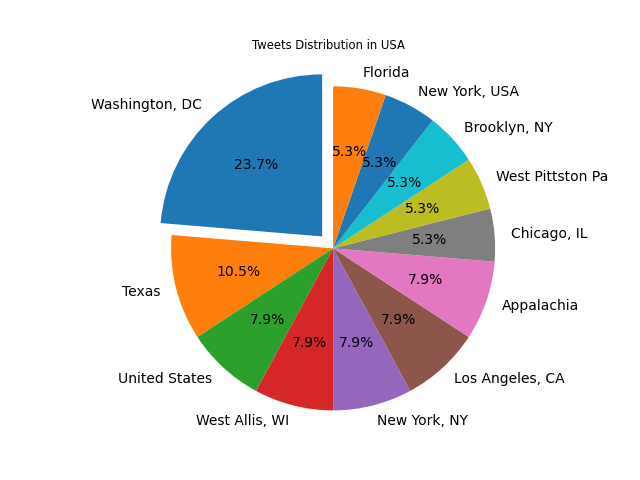 Tweets Distribution in USA
Florida
New York, USA
Washington, DC
Brooklyn, NY
5.3%
5.3%
23.7%
West Pittston Pa
5.3%
5.3%
Chicago, IL
5.3%
10.5%
7.9%
Texas
Appalachia
7.9%
7.9%
7.9%
7.9%
United States
Los Angeles, CA
West Allis, WI
New York, NY